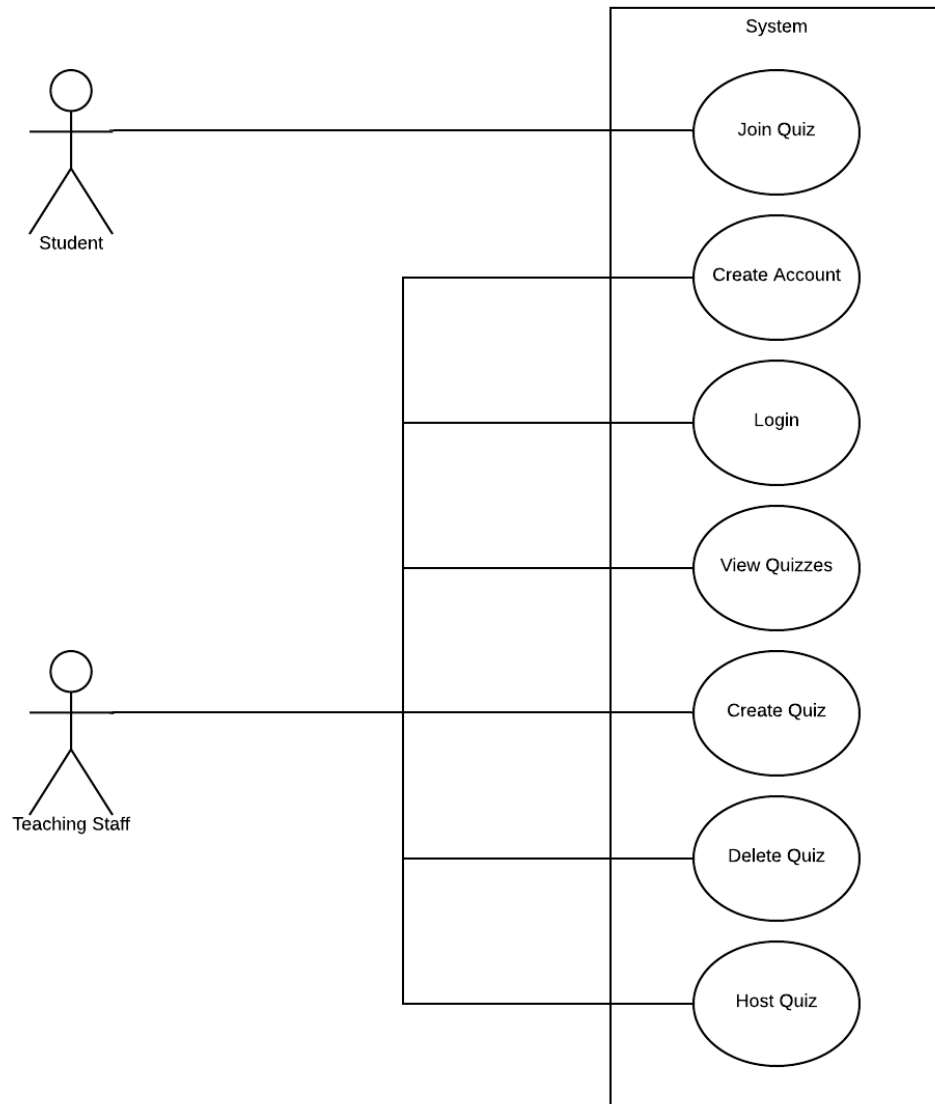 System
Join Quiz
Student
Create Account
Login
View Quizzes
Create Quiz
Teaching Staff
Delete Quiz
Host Quiz